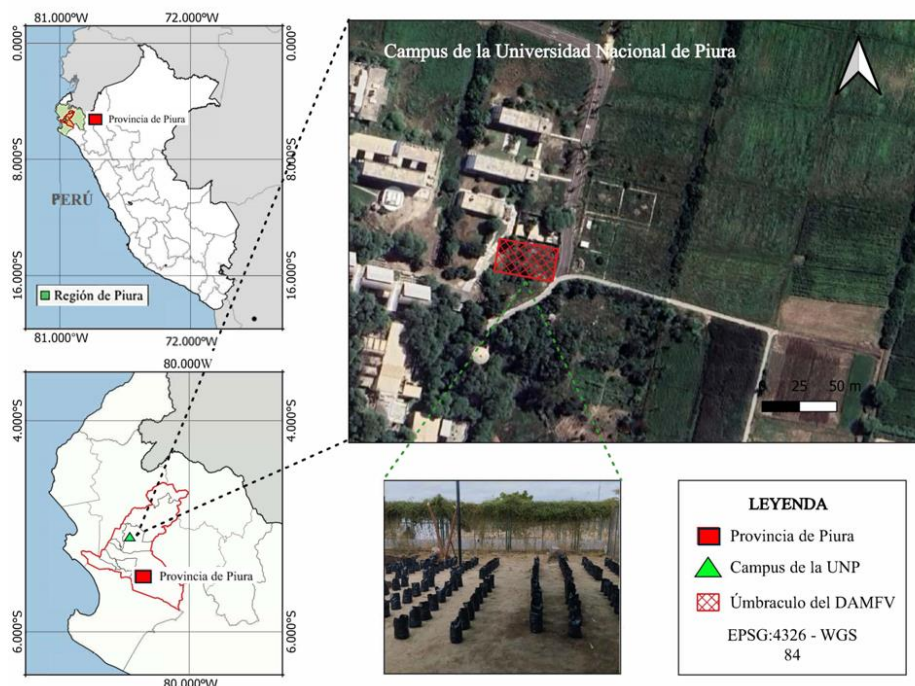 81.000°W
72.000°W
0.000°
8.000°S
16.000°S
0.000°
8.000°S
16.000°S
Provincia de Piura
PERÚ
Región de Piura
81.000°W
72.000°W
Campus de la Universidad Nacional de Piura
0 25 50 m
80.000W
4.000°S
6.000°S
4.000°S
6.000°S
Provincia de Piura
80.000°W
LEYENDA
Provincia de Piura
Campus de la UNP
Úmbraculo del DAMFV
EPSG:4326 - WGS
84